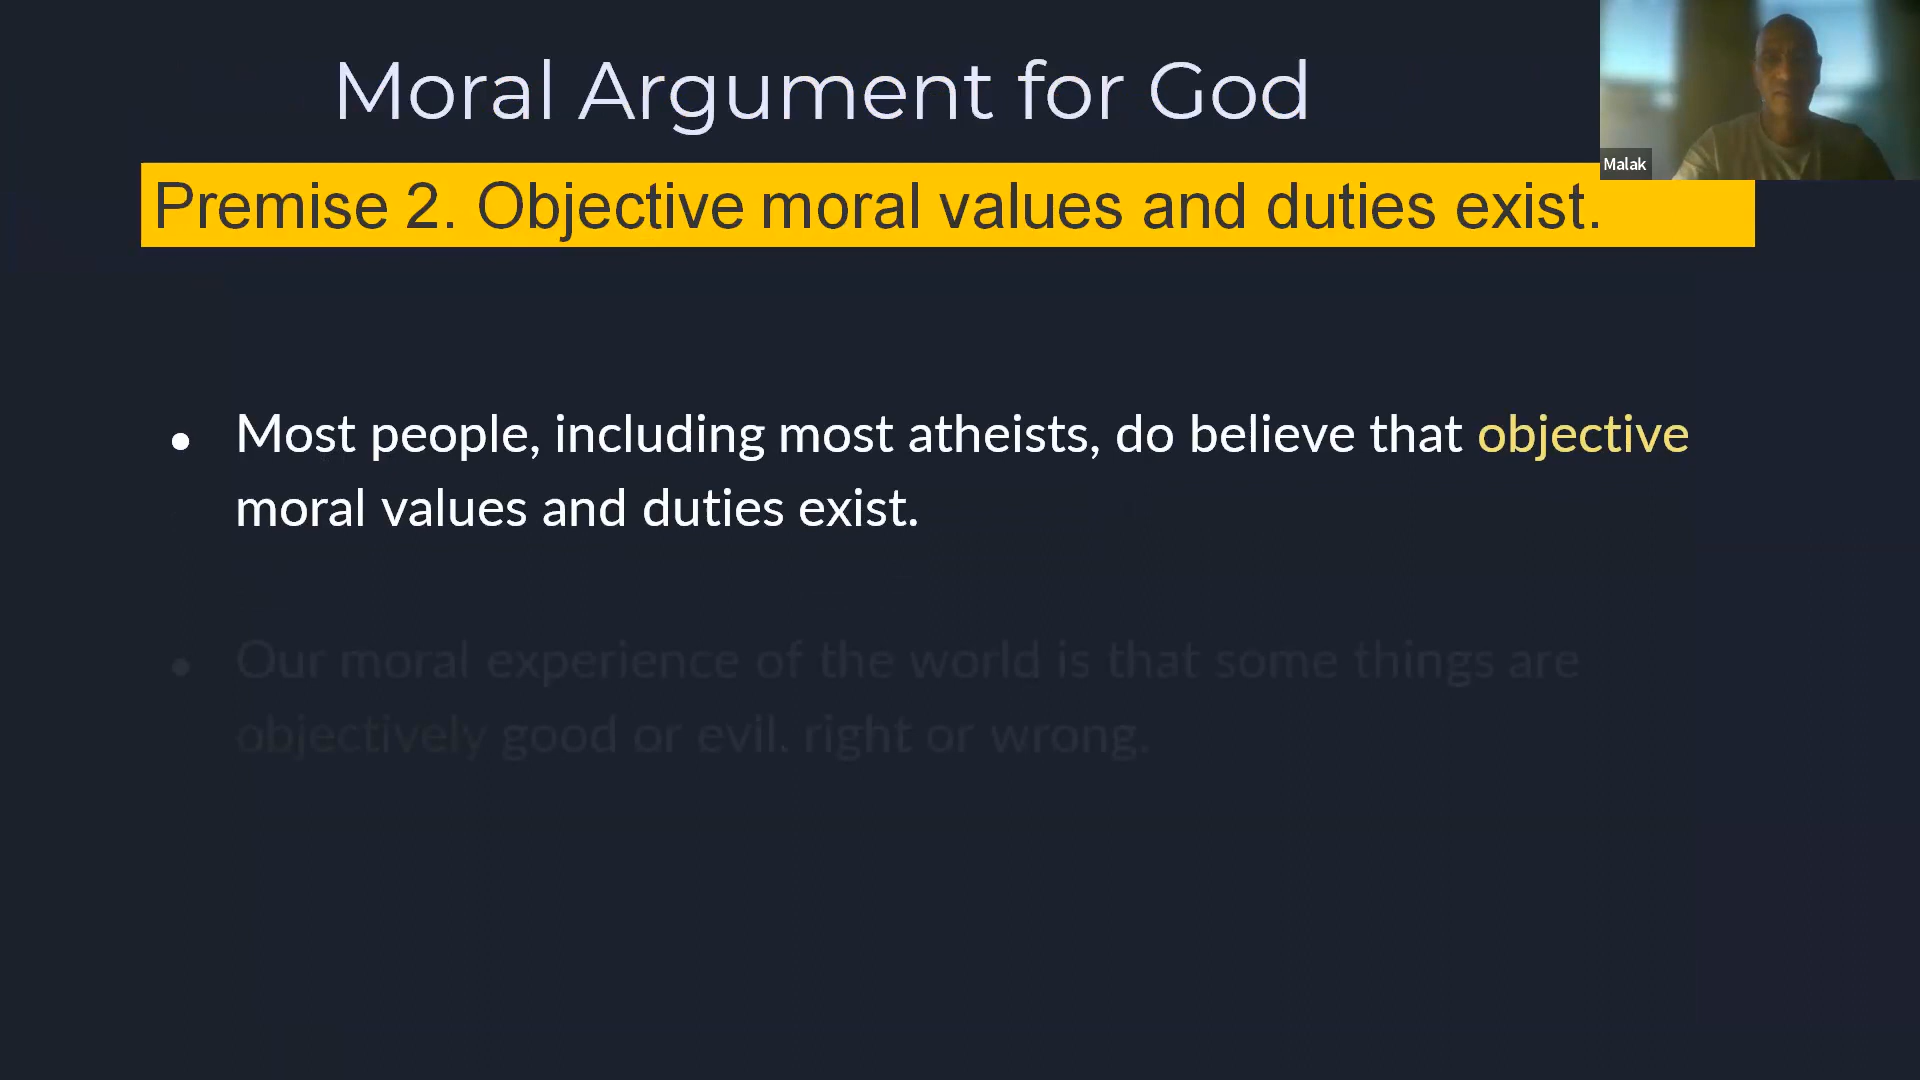 Moral Argument for God
Malak
Premise 2. Objective moral values and duties exist.
• Most people, including most atheists, do believe that objective
moral values and duties exist.
• Our moral experience of the world is that some things are
objectively good or evil. right or wrong.